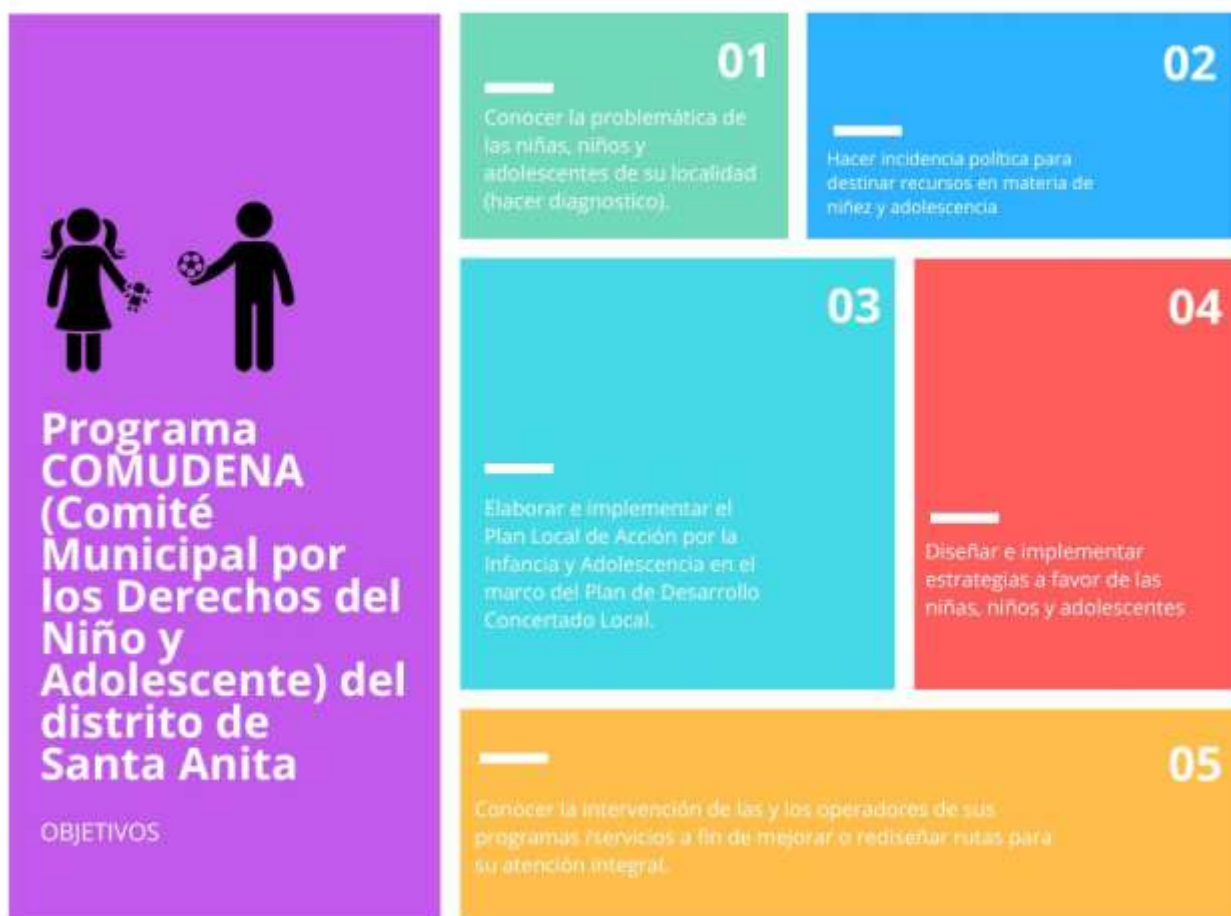 Programa
COMUDENA
(Comité
Municipal por
los Derechos del
Niño y
Adolescente) del
distrito de
Santa Anita
OBJETIVOS
01
Conocer la problemática de
las niñas, niños y
adolescentes de su localidad
(hacer diagnostico).
02
Hacer incidencia política para
destinar recursos en materia de
niñez y adolescencia
03
Elaborar e implementar el
Plan Local de Acción por la
Infancia y Adolescencia en el
marco del Plan de Desarrollo
Concertado Local.
04
Diseñar e implementar
estrategias a favor de las
niñas, niños y adolescentes
05
Conocer la intervención de las y los operadores de sus
programas /servicios a fin de mejorar o rediseñar rutas para
su atención integral.